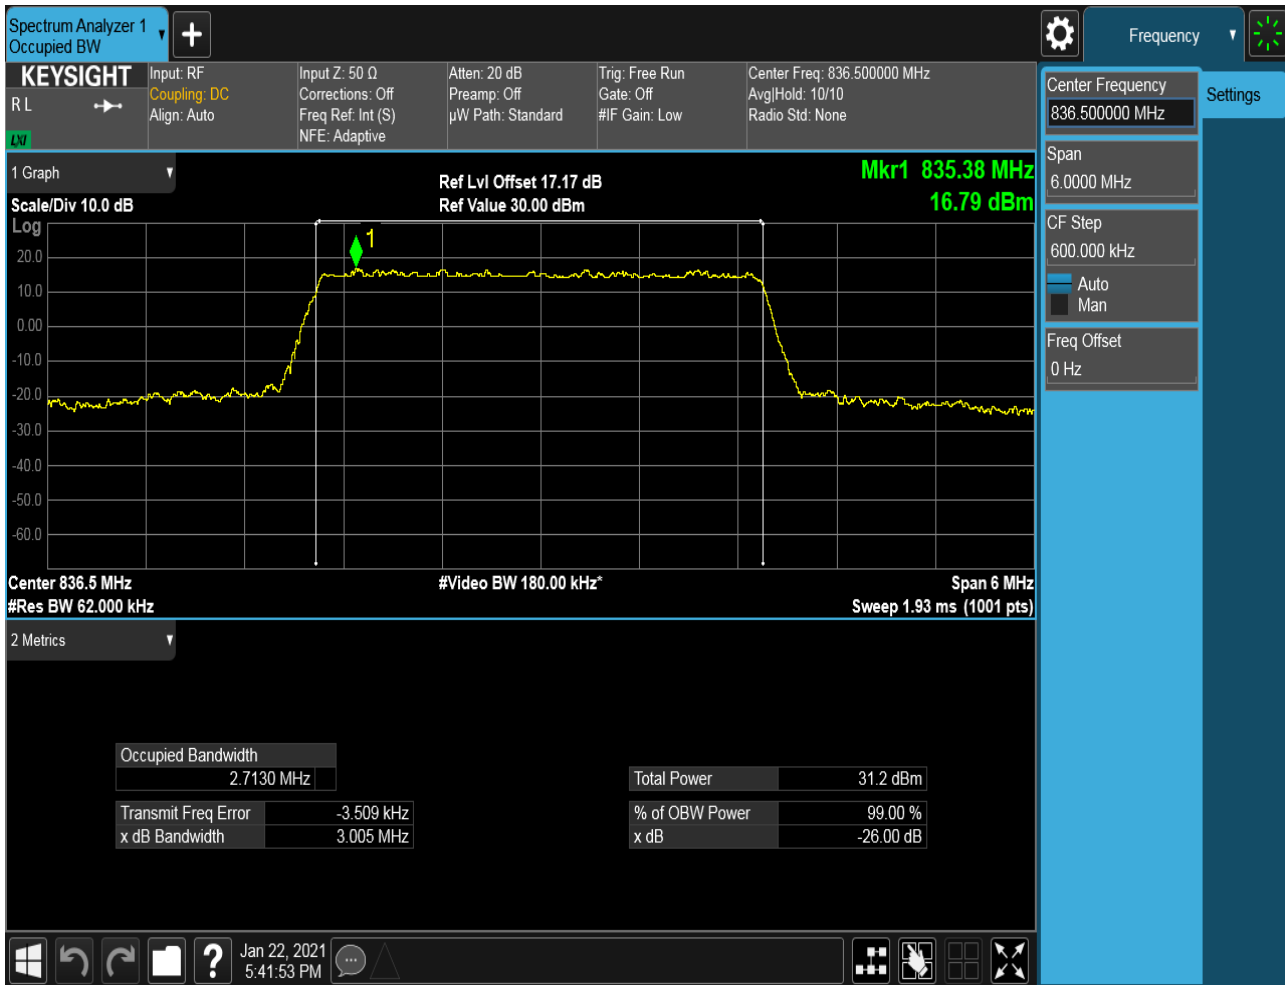 Spectrum Analyzer 1
Occupied BW
+
Frequency
KEYSIGHT
R L
LXI
Input: RF
Coupling: DC
Align: Auto
Input Z: 50 Ω
Corrections: Off
Freq Ref: Int (S)
NFE: Adaptive
Atten: 20 dB
Preamp: Off
µW Path: Standard
Trig: Free Run
Gate: Off
#IF Gain: Low
Center Freq: 836.500000 MHz
Avg|Hold: 10/10
Radio Std: None
Center Frequency
836.500000 MHz
Settings
Span
6.0000 MHz
CF Step
600.000 kHz
Auto
Man
Freq Offset
0 Hz
1 Graph
Scale/Div 10.0 dB
Ref Lvl Offset 17.17 dB
Ref Value 30.00 dBm
Mkr1 835.38 MHz
16.79 dBm
Log
1
20.0
10.0
0.00
-10.0
-20.0
-30.0
-40.0
-50.0
-60.0
Center 836.5 MHz
#Video BW 180.00 kHz*
Span 6 MHz
#Res BW 62.000 kHz
Sweep 1.93 ms (1001 pts)
2 Metrics
Occupied Bandwidth
2.7130 MHz
Total Power 31.2 dBm
Transmit Freq Error -3.509 kHz
% of OBW Power 99.00 %
x dB Bandwidth 3.005 MHz
x dB -26.00 dB
?
Jan 22, 2021
5:41:53 PM